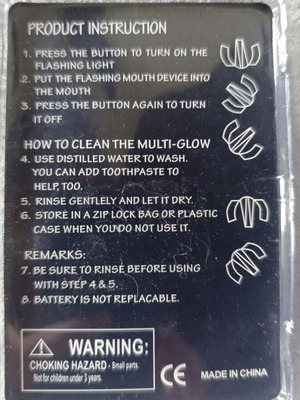 PRODUCT INSTRUCTION
1. PRESS THE BUTTON TO TURN ON THE
FLASHING LIGHT
2. PUT THE FLASHING MOUTH DEVICE INTO
THE MOUTH
3. PRESS THE BUTTON AGAIN TO TURN
IT OFF
HOW TO CLEAN THE MULTI-GLOW
4. USE DISTILLED WATER TO WASH.
YOU CAN ADD TOOTHPASTE TO
HELP, TOO.
5. RINSE GENTLELY AND LET IT DRY.
6. STORE IN A ZIP LOCK BAG OR PLASTIC
CASE WHEN YOU DO NOT USE IT.
REMARKS:
7. BE SURE TO RINSE BEFORE USING
WITH STEP 4 & 5.
8. BATTERY IS NOT REPLACABLE.
WARNING:
CHOKING HAZARD - Small parts.
Not for children under 3 years.
CE
MADE IN CHINA